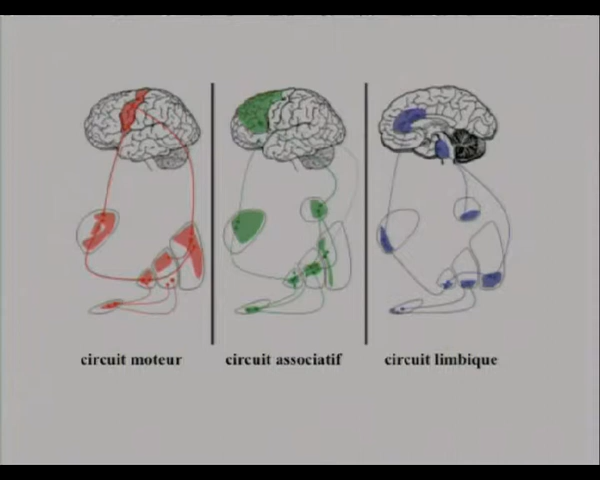 circuit moteur
circuit associatif
circuit limbique